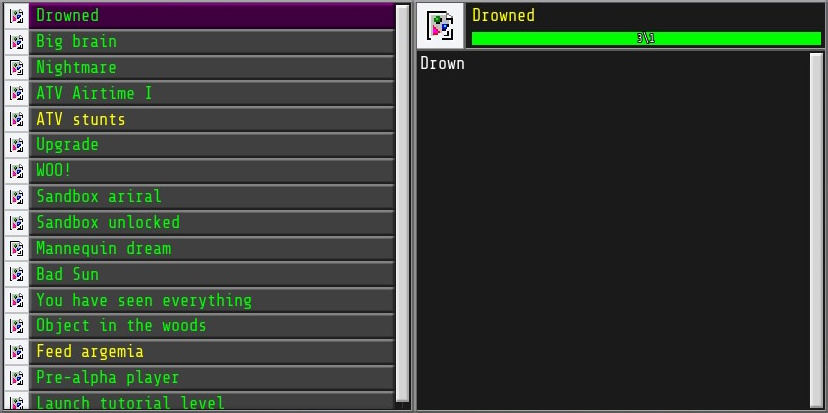 Drowned
Big brain
Nightmare
ATV Airtime I
ATV stunts
Upgrade
WOO!
Sandbox ariral
Sandbox unlocked
Mannequin dream
Bad Sun
You have seen everything
Object in the woods
Feed argemia
Pre-alpha player
Launch tutorial level
Drowned
3\1
Drown